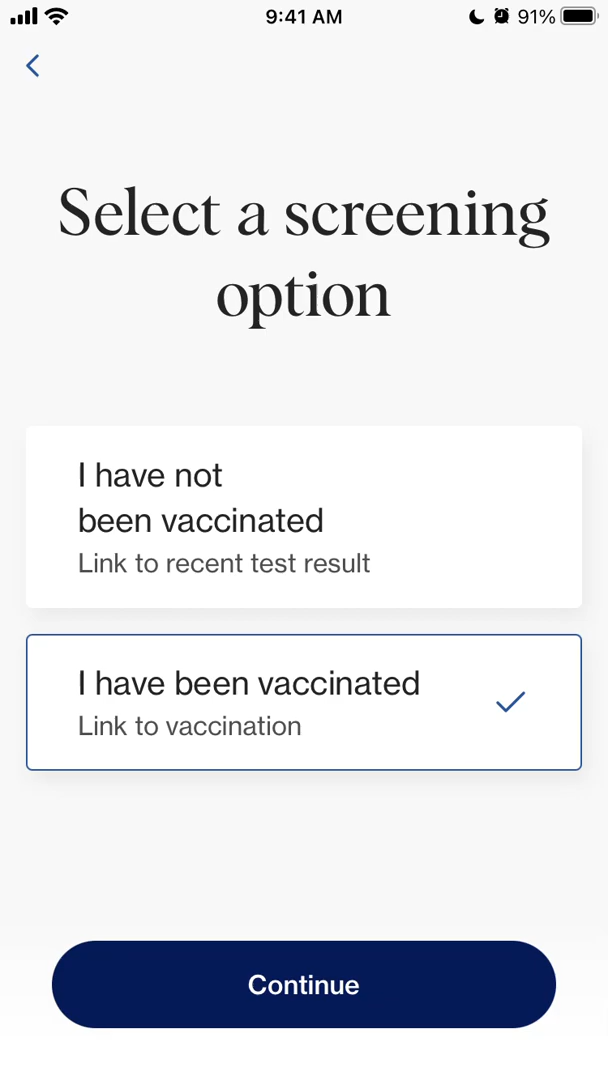 9:41 AM
91%
Select a screening
option
I have not
been vaccinated
Link to recent test result
I have been vaccinated
Link to vaccination
Continue